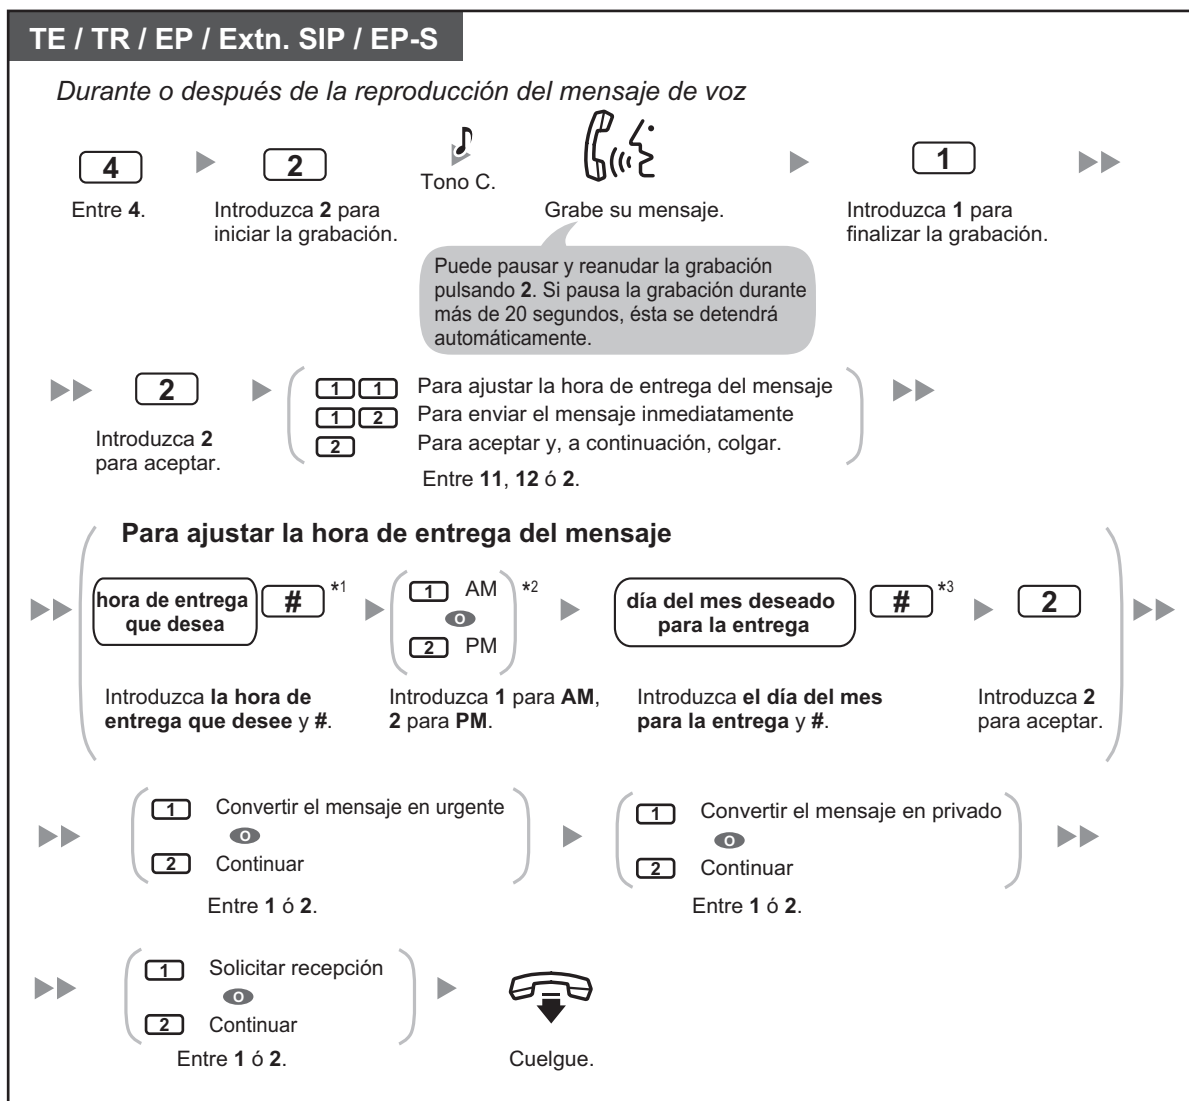 TE / TR / EP / Extn. SIP / EP-S
Durante o después de la reproducción del mensaje de voz
4
Entre 4.
2
Introduzca 2 para
iniciar la grabación.
Tono C.
Grabe su mensaje.
1
Introduzca 1 para
finalizar la grabación.
Puede pausar y reanudar la grabación
pulsando 2. Si pausa la grabación durante
más de 20 segundos, ésta se detendrá
automáticamente.
2
Introduzca 2
para aceptar.
1 1 Para ajustar la hora de entrega del mensaje
1 2 Para enviar el mensaje inmediatamente
2 Para aceptar y, a continuación, colgar.
Entre 11, 12 ó 2.
Para ajustar la hora de entrega del mensaje
hora de entrega
que desea
# *1
Introduzca la hora de
entrega que desee y #.
1 AM *2
O
2 PM
Introduzca 1 para AM,
2 para PM.
día del mes deseado
para la entrega
# *3
Introduzca el día del mes
para la entrega y #.
2
Introduzca 2
para aceptar.
1 Convertir el mensaje en urgente
O
2 Continuar
Entre 1 ó 2.
1 Convertir el mensaje en privado
O
2 Continuar
Entre 1 ó 2.
1 Solicitar recepción
O
2 Continuar
Entre 1 ó 2.
Cuelgue.